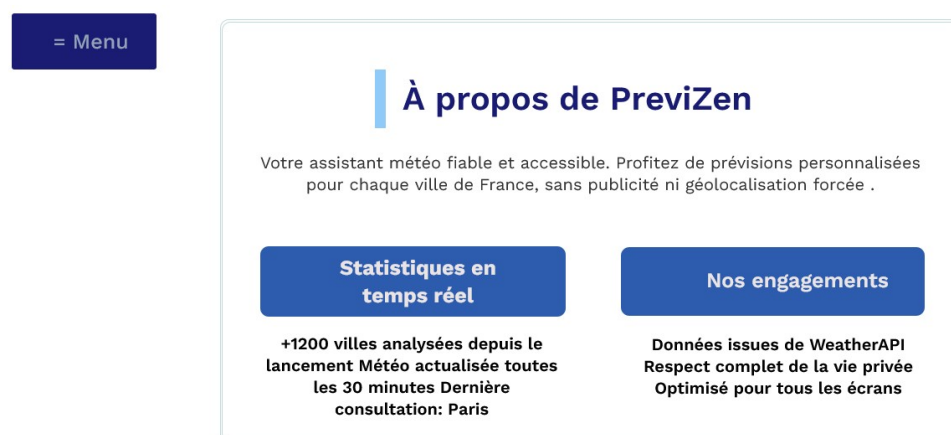 = Menu
À propos de PreviZen
Votre assistant météo fiable et accessible. Profitez de prévisions personnalisées
pour chaque ville de France, sans publicité ni géolocalisation forcée .
Statistiques en
temps réel
+1200 villes analysées depuis le
lancement Météo actualisée toutes
les 30 minutes Dernière
consultation: Paris
Nos engagements
Données issues de WeatherAPI
Respect complet de la vie privée
Optimisé pour tous les écrans